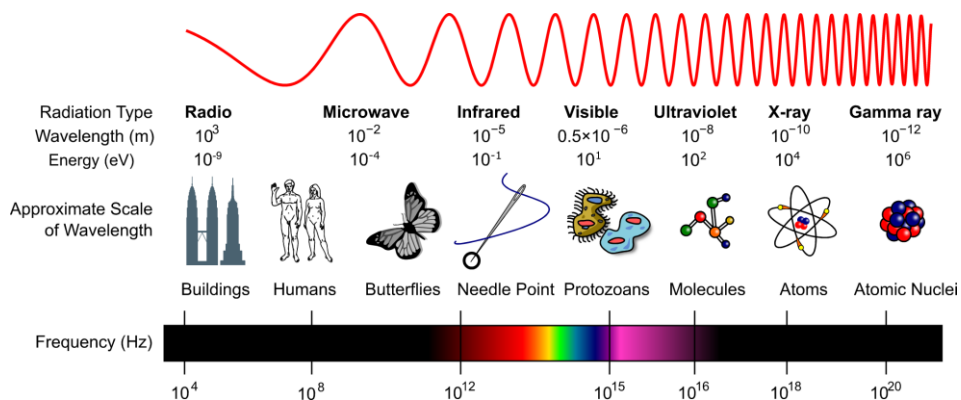 Radiation Type Radio Microwave Infrared Visible Ultraviolet X-ray Gamma ray
Wavelength (m) 10³ 10⁻² 10⁻⁵ 0.5×10⁻⁶ 10⁻⁸ 10⁻¹⁰ 10⁻¹²
Energy (eV) 10⁻⁹ 10⁻⁴ 10⁻¹ 10¹ 10² 10⁴ 10⁶
Approximate Scale
of Wavelength
Buildings Humans Butterflies Needle Point Protozoans Molecules Atoms Atomic Nuclei
Frequency (Hz)
10⁴ 10⁸ 10¹² 10¹⁵ 10¹⁶ 10¹⁸ 10²⁰